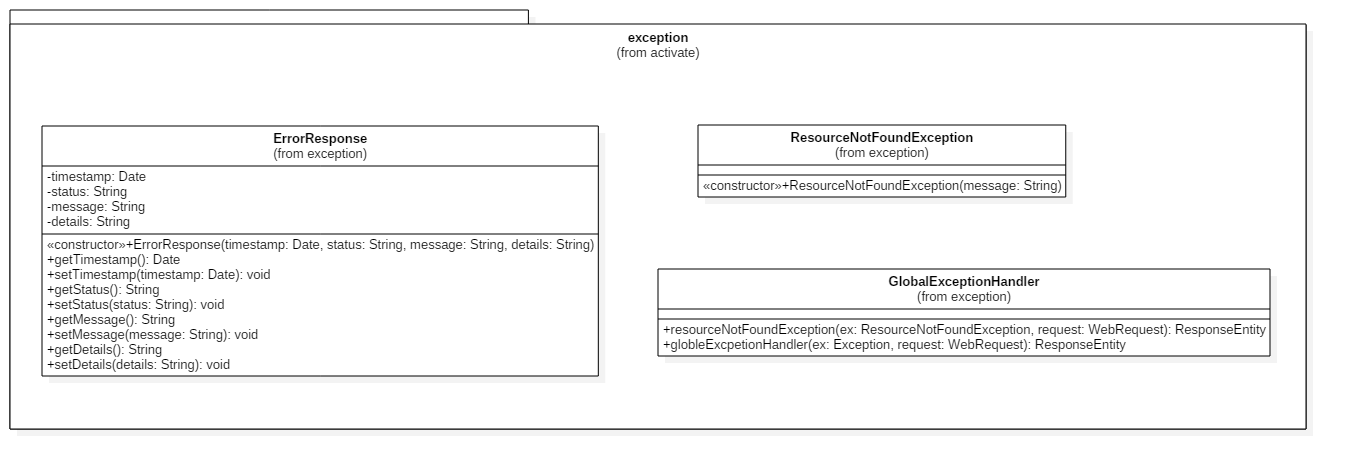 exception
(from activate)
ErrorResponse
(from exception)
-timestamp: Date
-status: String
-message: String
-details: String
«constructor»+ErrorResponse(timestamp: Date, status: String, message: String, details: String)
+getTimestamp(): Date
+setTimestamp(timestamp: Date): void
+getStatus(): String
+setStatus(status: String): void
+getMessage(): String
+setMessage(message: String): void
+getDetails(): String
+setDetails(details: String): void
ResourceNotFoundException
(from exception)
«constructor»+ResourceNotFoundException(message: String)
GlobalExceptionHandler
(from exception)
+resourceNotFoundException(ex: ResourceNotFoundException, request: WebRequest): ResponseEntity
+globleExcpetionHandler(ex: Exception, request: WebRequest): ResponseEntity